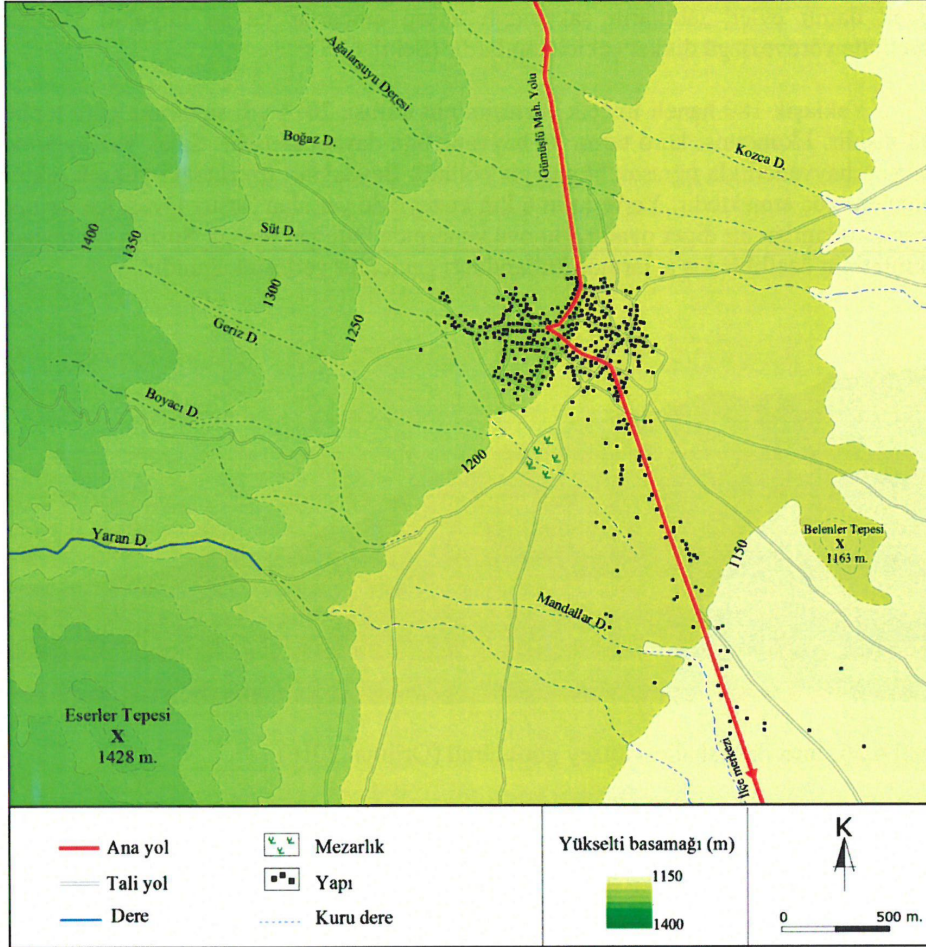 Ağalarsuyu Deresi
Boğaz D.
Gümüşlü Mah. Yolu
Kozca D.
Süt D.
1400
1350
1300
1250
Geriz D.
Boyacı D.
1200
Yaran D.
1150
Belenler Tepesi
X
1163 m.
Mandallar D.
Eserler Tepesi
X
1428 m.
İlçe merkezi
Ana yol
Tali yol
Dere
Mezarlık
Yapı
Kuru dere
Yükselti basamağı (m)
1150
1400
K
0 500 m.